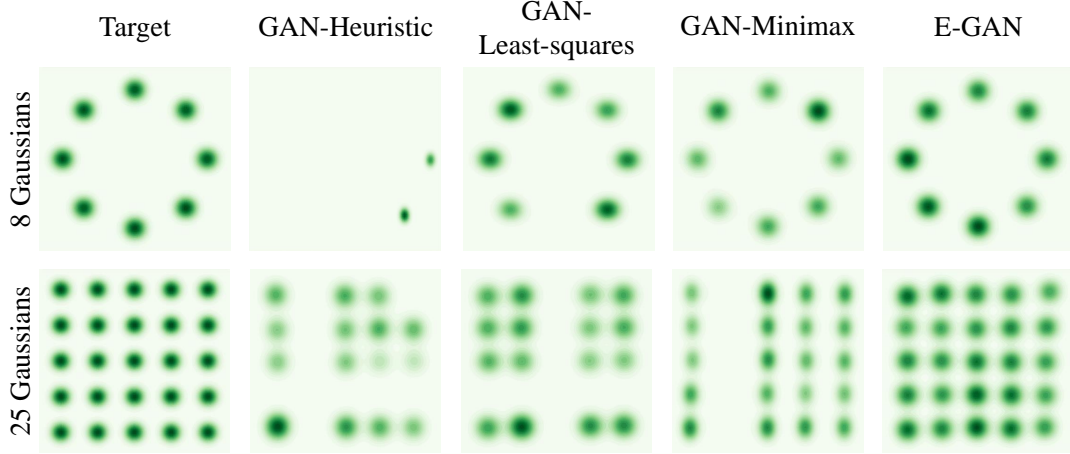 Target
GAN-Heuristic
GAN-
Least-squares
GAN-Minimax
E-GAN
8 Gaussians
25 Gaussians